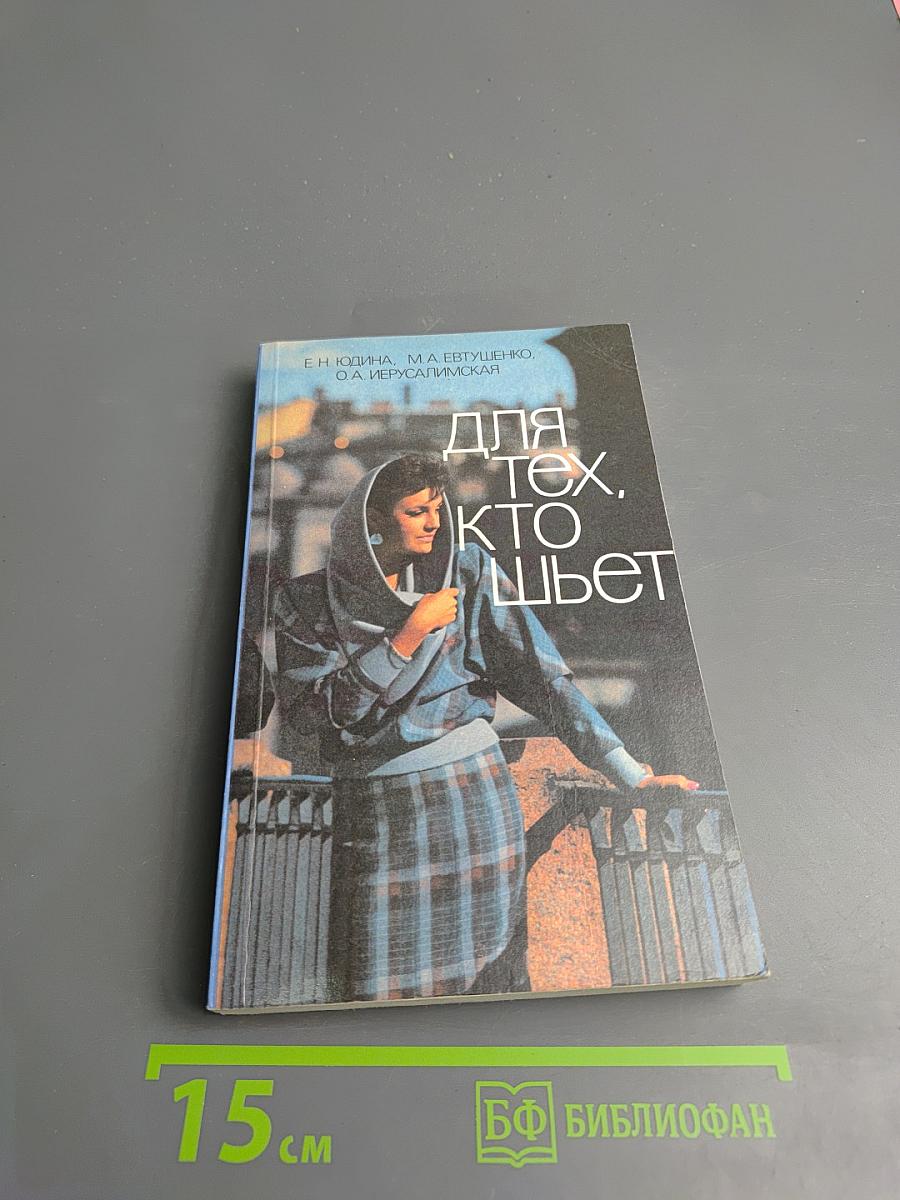 Е. Н. ЮДИНА, М. А. ЕВТУШЕНКО,
О. А. ИЕРУСАЛИМСКАЯ
для
тех,
кто
шьет
15 см
БФ БИБЛИОФАН